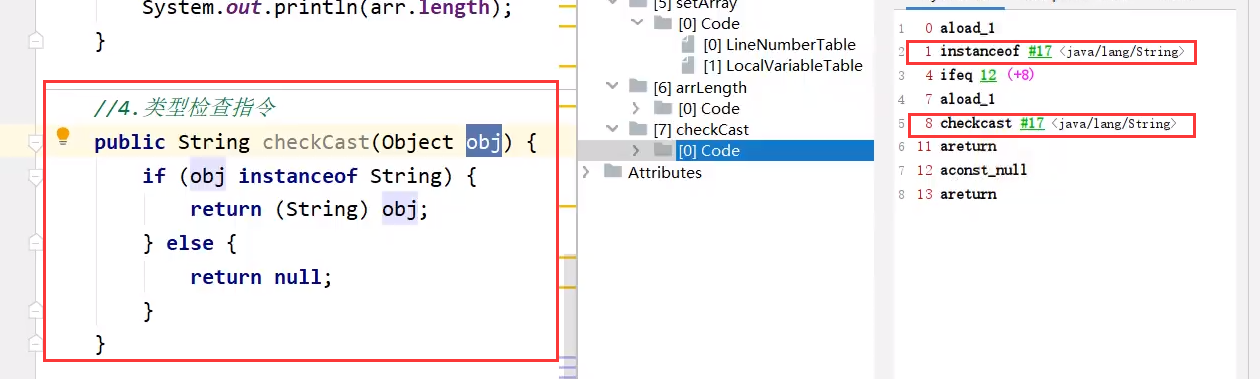 System.out.println(arr.length);
}
//4.类型检查指令
public String checkCast(Object obj) {
if (obj instanceof String) {
return (String) obj;
} else {
return null;
}
}
[5] setArray
[0] Code
[0] LineNumberTable
[1] LocalVariableTable
[6] arrLength
[0] Code
[7] checkCast
[0] Code
Attributes
1 0 aload_1
2 1 instanceof #17 <java/lang/String>
3 4 ifeq 12 (+8)
4 7 aload_1
5 8 checkcast #17 <java/lang/String>
6 11 areturn
7 12 aconst_null
8 13 areturn